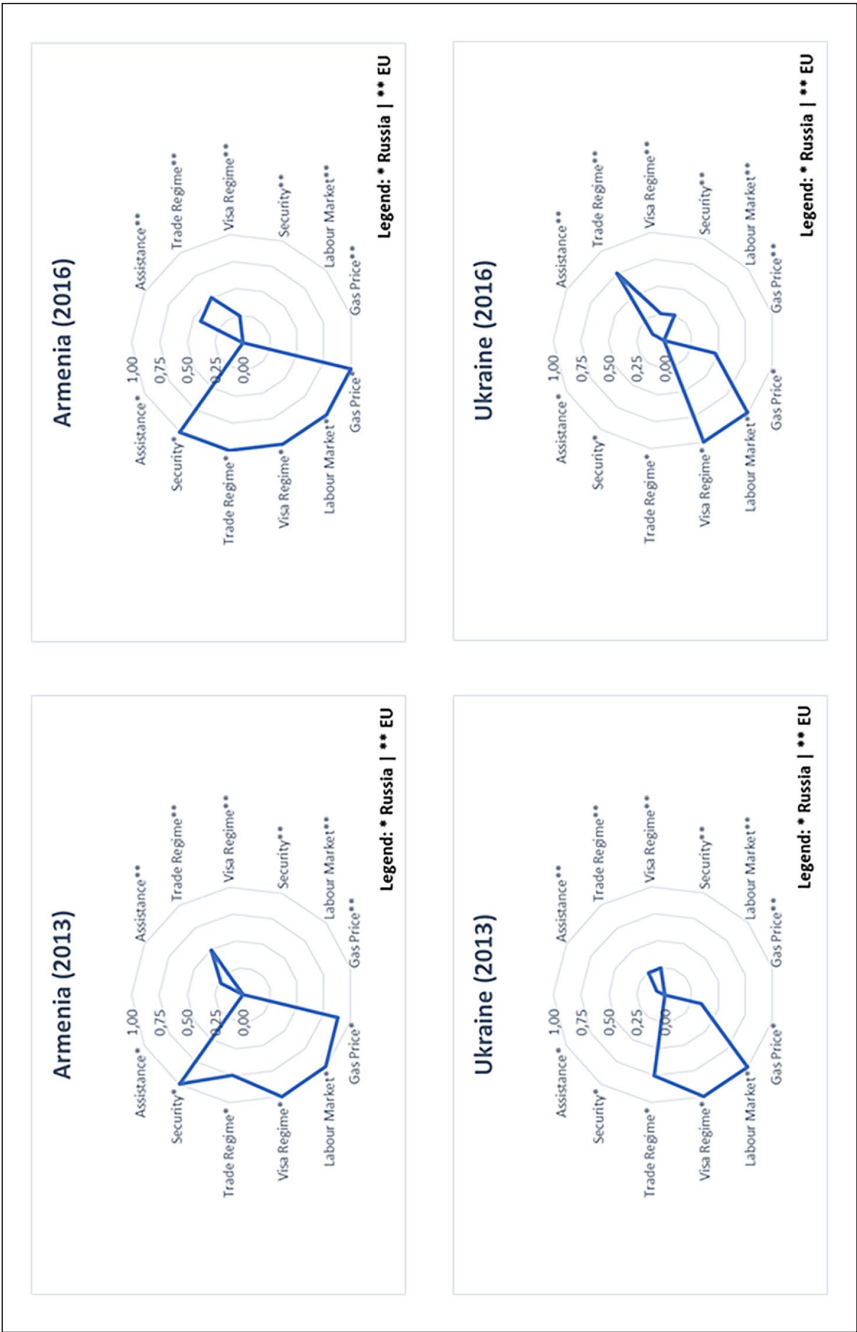 Armenia (2013)
1,00
0,75
0,50
0,25
0,00
Assistance**
Trade Regime**
Visa Regime**
Security**
Labour Market**
Gas Price**
Gas Price*
Labour Market*
Visa Regime*
Trade Regime*
Security*
Assistance*
Legend: * Russia | ** EU
Armenia (2016)
1,00
0,75
0,50
0,25
0,00
Assistance**
Trade Regime**
Visa Regime**
Security**
Labour Market**
Gas Price**
Gas Price*
Labour Market*
Visa Regime*
Trade Regime*
Security*
Assistance*
Legend: * Russia | ** EU
Ukraine (2013)
1,00
0,75
0,50
0,25
0,00
Assistance**
Trade Regime**
Visa Regime**
Security**
Labour Market**
Gas Price**
Gas Price*
Labour Market*
Visa Regime*
Trade Regime*
Security*
Assistance*
Legend: * Russia | ** EU
Ukraine (2016)
1,00
0,75
0,50
0,25
0,00
Assistance**
Trade Regime**
Visa Regime**
Security**
Labour Market**
Gas Price**
Gas Price*
Labour Market*
Visa Regime*
Trade Regime*
Security*
Assistance*
Legend: * Russia | ** EU